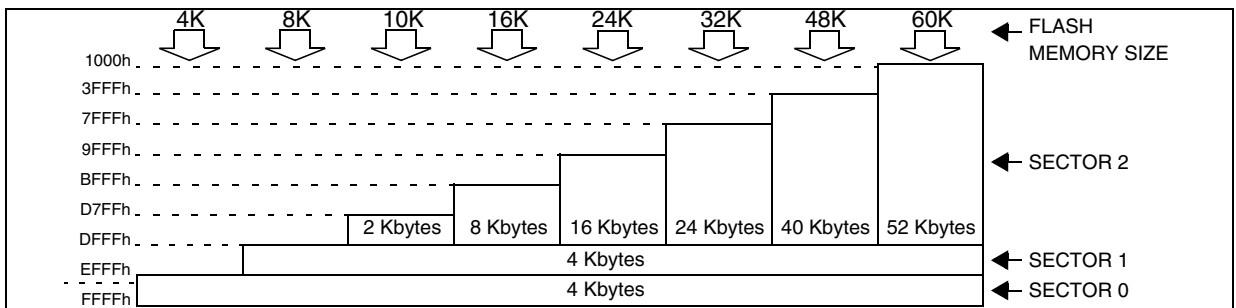 4K 8K 10K 16K 24K 32K 48K 60K
FLASH
MEMORY SIZE
1000h
3FFFh
7FFFh
9FFFh
SECTOR 2
BFFFh
D7FFh
2 Kbytes 8 Kbytes 16 Kbytes 24 Kbytes 40 Kbytes 52 Kbytes
DFFFh
4 Kbytes
SECTOR 1
EFFFh
4 Kbytes
SECTOR 0
FFFFh